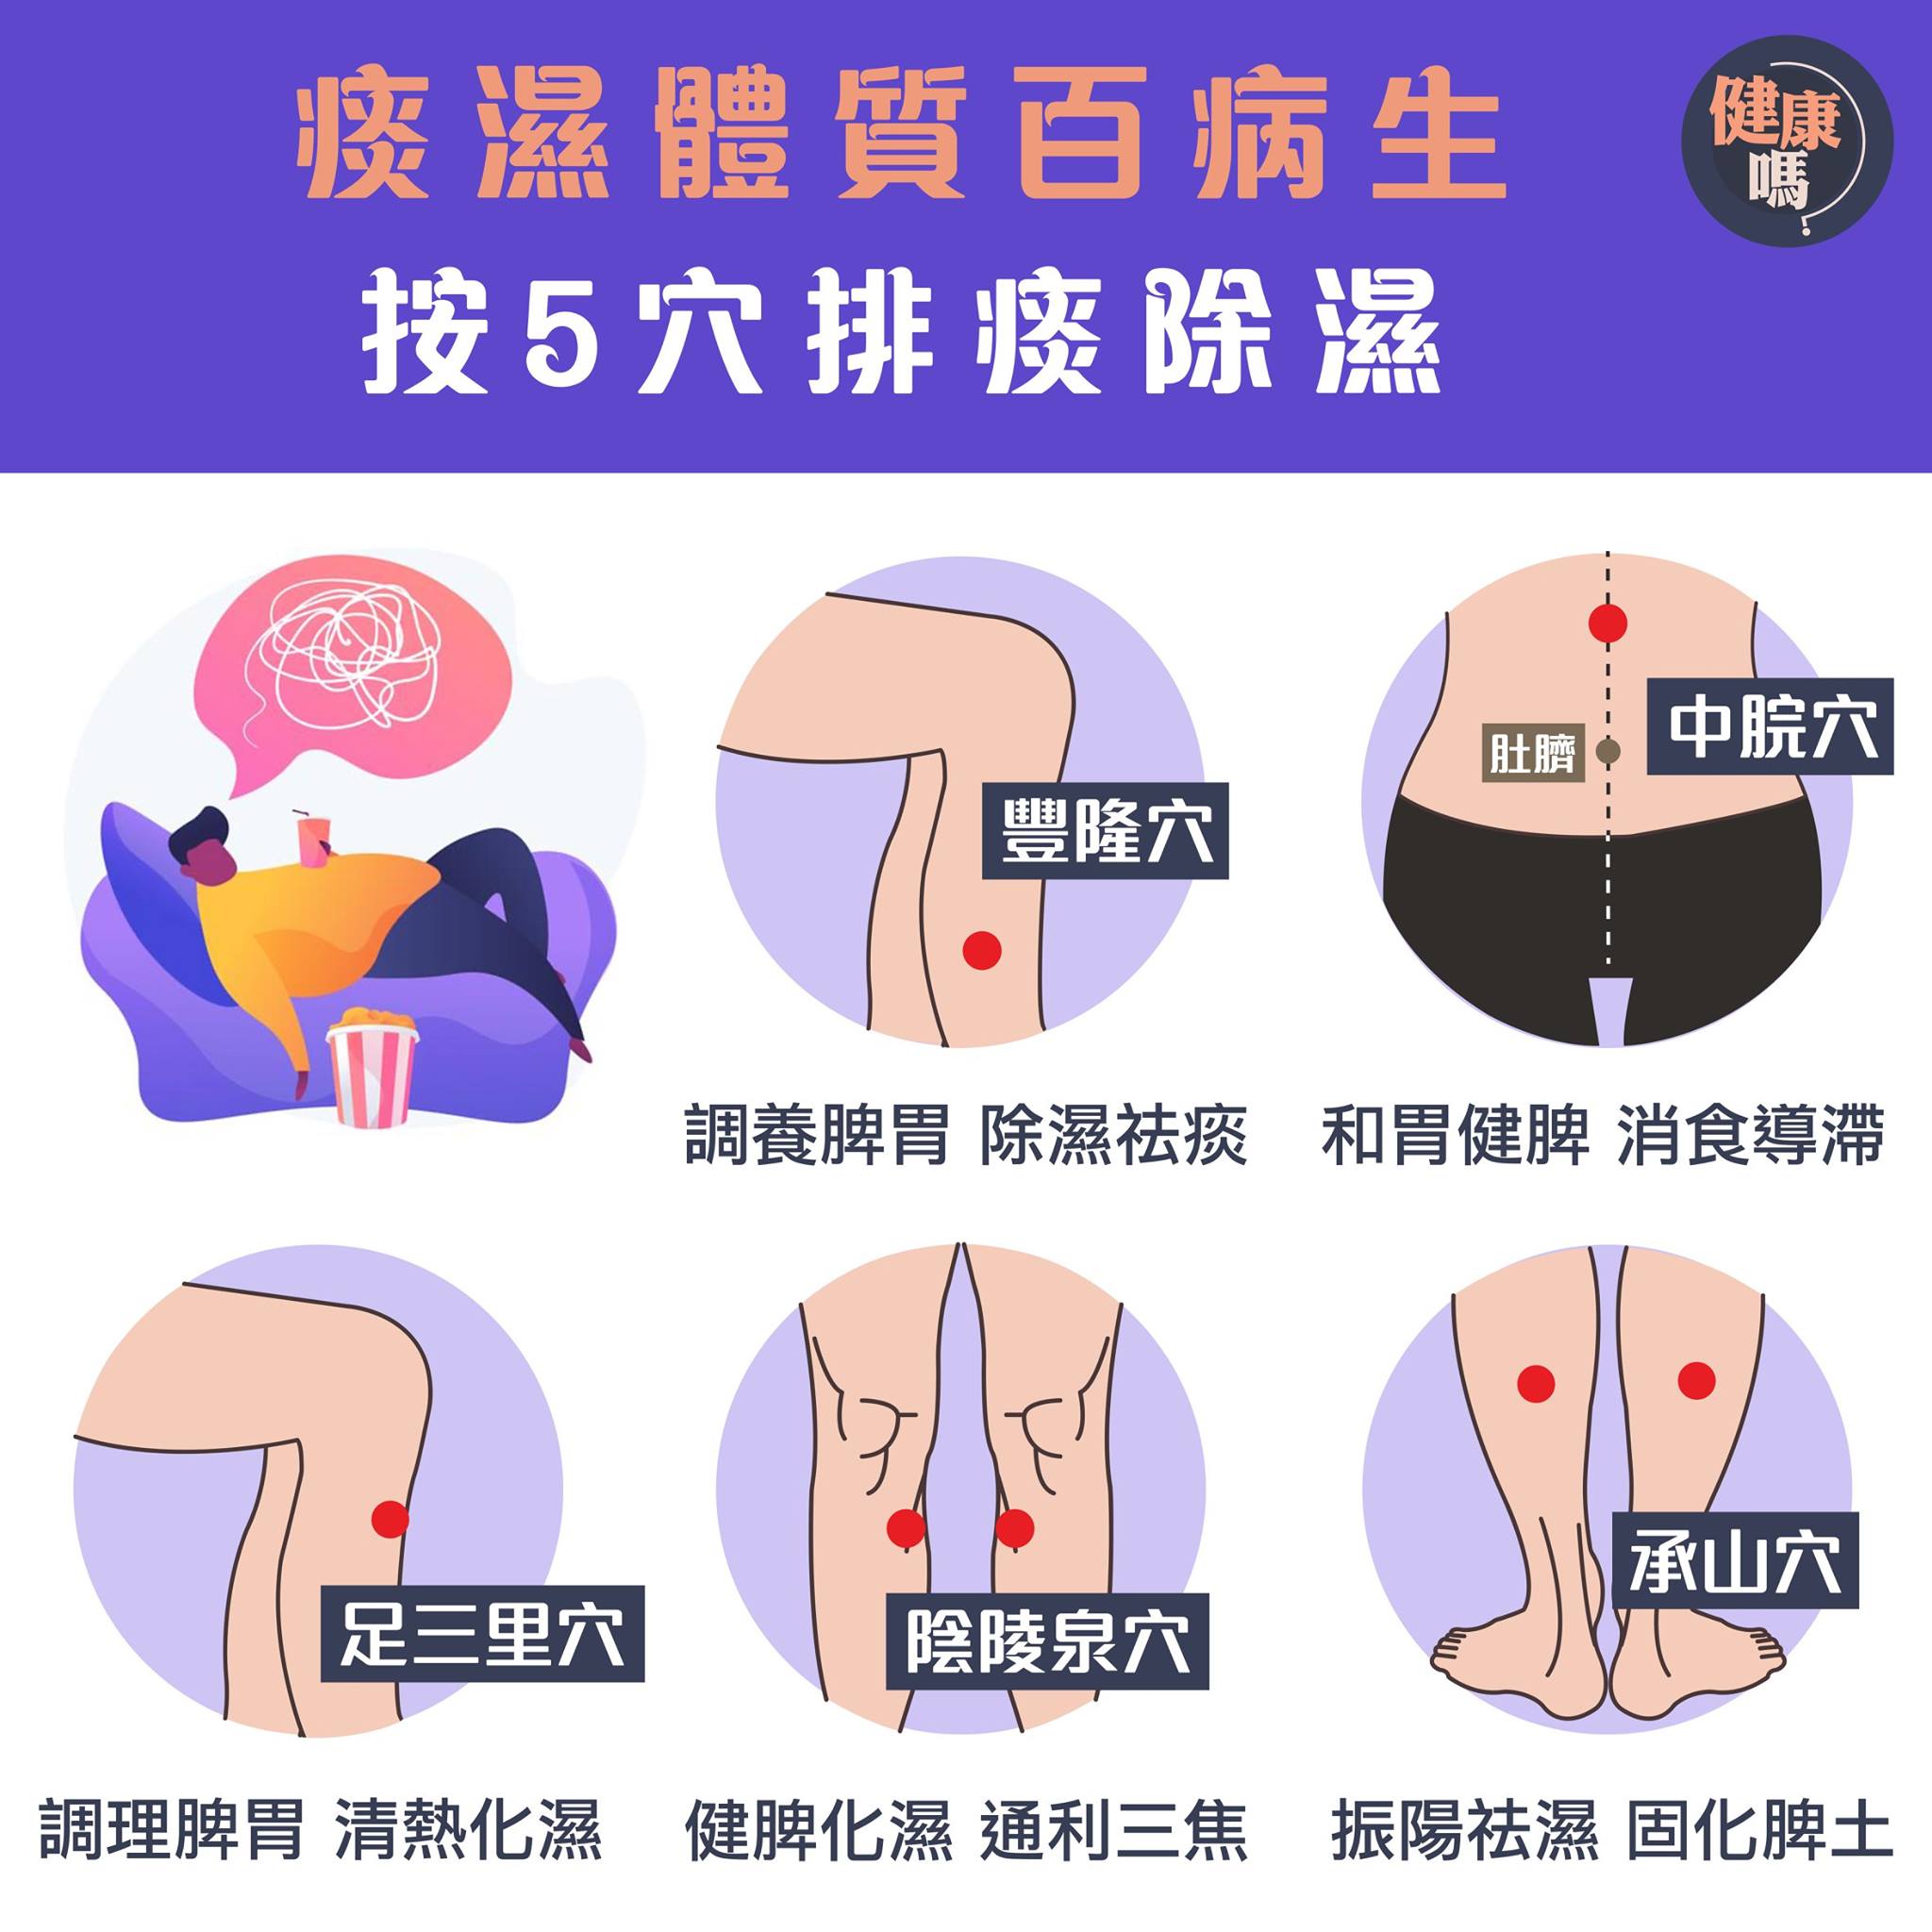 痰濕體質百病生
健康
嗎?
按5穴排痰除濕
豐隆穴
調養脾胃 除濕祛痰
中脘穴
肚臍
和胃健脾 消食導滯
足三里穴
調理脾胃 清熱化濕
陰陵泉穴
健脾化濕 通利三焦
承山穴
振陽祛濕 固化脾土